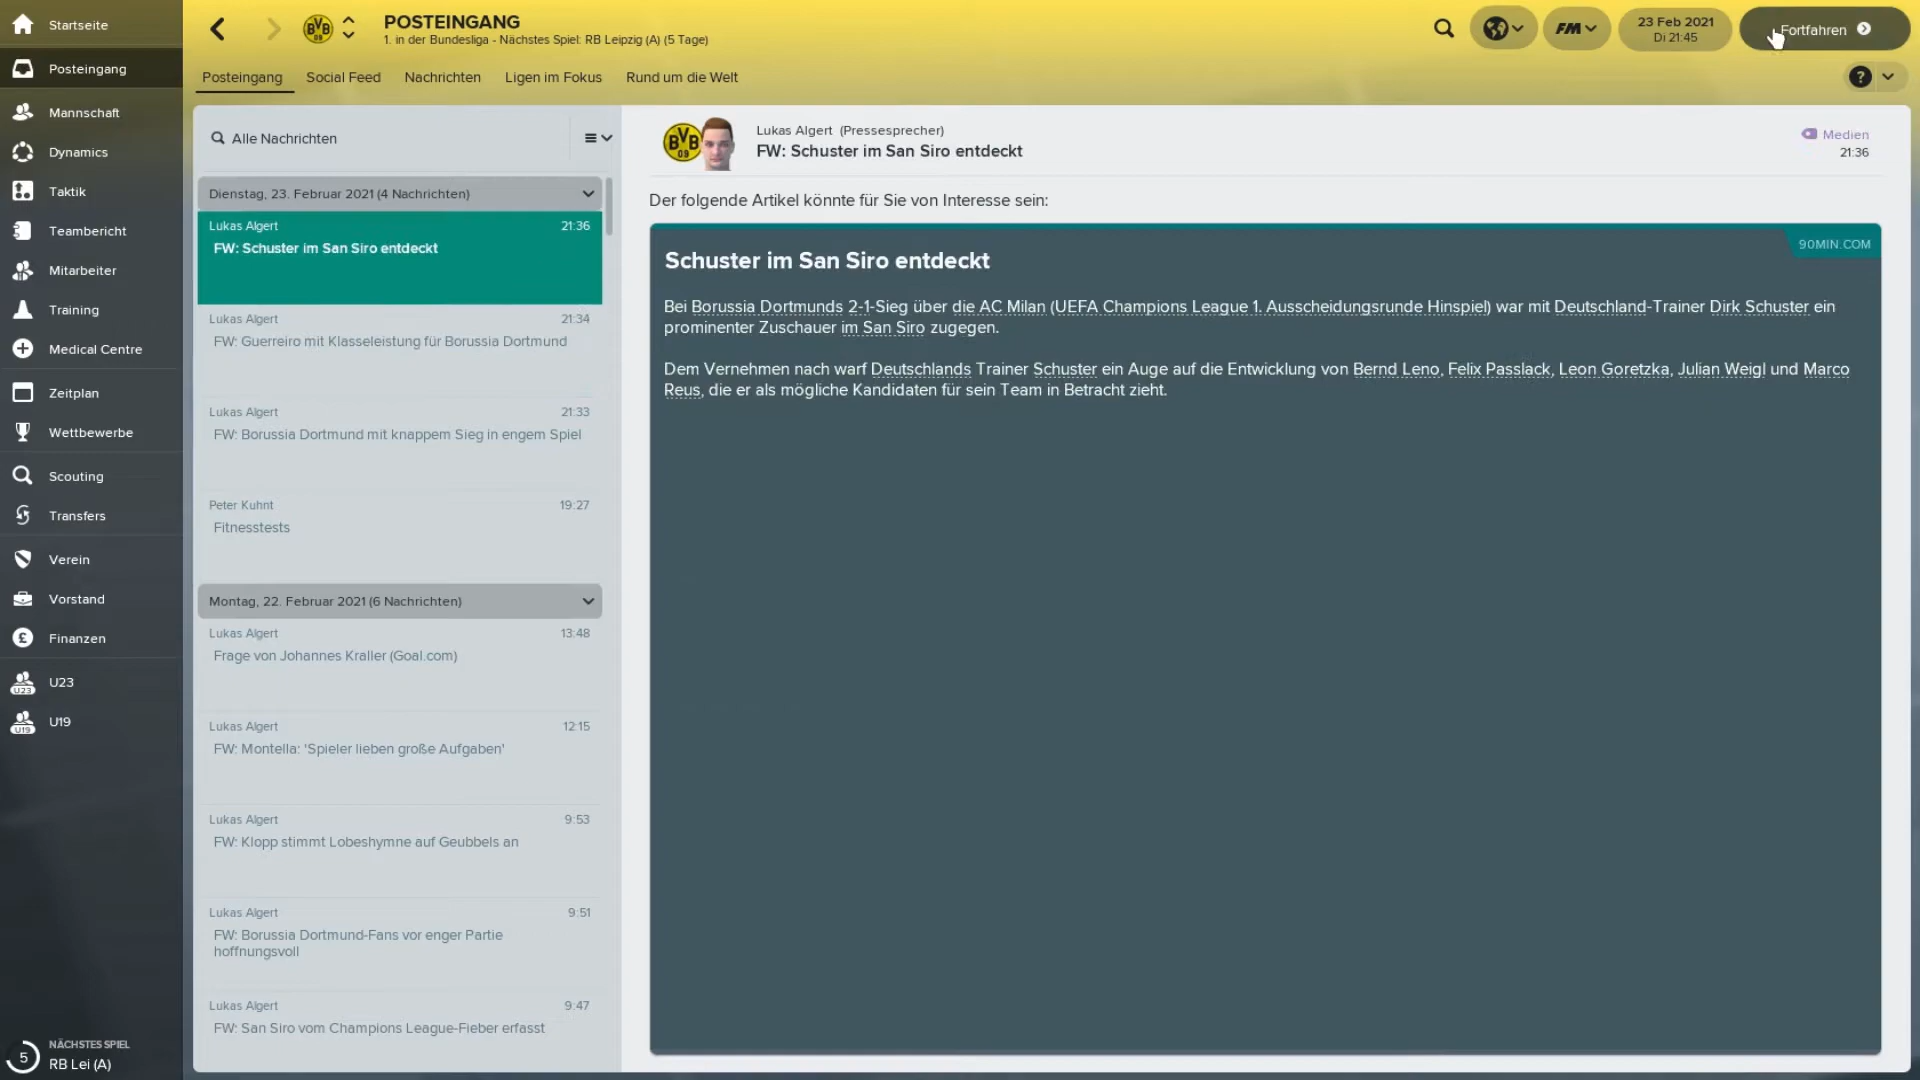 Startseite
Posteingang
Mannschaft
Dynamics
Taktik
Teambericht
Mitarbeiter
Training
Medical Centre
Zeitplan
Wettbewerbe
Scouting
Transfers
Verein
Vorstand
Finanzen
U23
U23
U19
U19
5
NÄCHSTES SPIEL
RB Lei (A)
BVB
09
POSTEINGANG
1. in der Bundesliga - Nächstes Spiel: RB Leipzig (A) (5 Tage)
FM
23 Feb 2021
Di 21:45
Fortfahren
Posteingang Social Feed Nachrichten Ligen im Fokus Rund um die Welt
?
Alle Nachrichten
Dienstag, 23. Februar 2021 (4 Nachrichten)
Lukas Algert 21:36
FW: Schuster im San Siro entdeckt
Lukas Algert 21:34
FW: Guerreiro mit Klasseleistung für Borussia Dortmund
Lukas Algert 21:33
FW: Borussia Dortmund mit knappem Sieg in engem Spiel
Peter Kuhnt 19:27
Fitnesstests
Montag, 22. Februar 2021 (6 Nachrichten)
Lukas Algert 13:48
Frage von Johannes Kraller (Goal.com)
Lukas Algert 12:15
FW: Montella: 'Spieler lieben große Aufgaben'
Lukas Algert 9:53
FW: Klopp stimmt Lobeshymne auf Geubbels an
Lukas Algert 9:51
FW: Borussia Dortmund-Fans vor enger Partie
hoffnungsvoll
Lukas Algert 9:47
FW: San Siro vom Champions League-Fieber erfasst
BVB
09
Lukas Algert (Pressesprecher)
FW: Schuster im San Siro entdeckt
Medien
21:36
Der folgende Artikel könnte für Sie von Interesse sein:
90MIN.COM
Schuster im San Siro entdeckt
Bei Borussia Dortmunds 2-1-Sieg über die AC Milan (UEFA Champions League 1. Ausscheidungsrunde Hinspiel) war mit Deutschland-Trainer Dirk Schuster ein
prominenter Zuschauer im San Siro zugegen.
Dem Vernehmen nach warf Deutschlands Trainer Schuster ein Auge auf die Entwicklung von Bernd Leno, Felix Passlack, Leon Goretzka, Julian Weigl und Marco
Reus, die er als mögliche Kandidaten für sein Team in Betracht zieht.